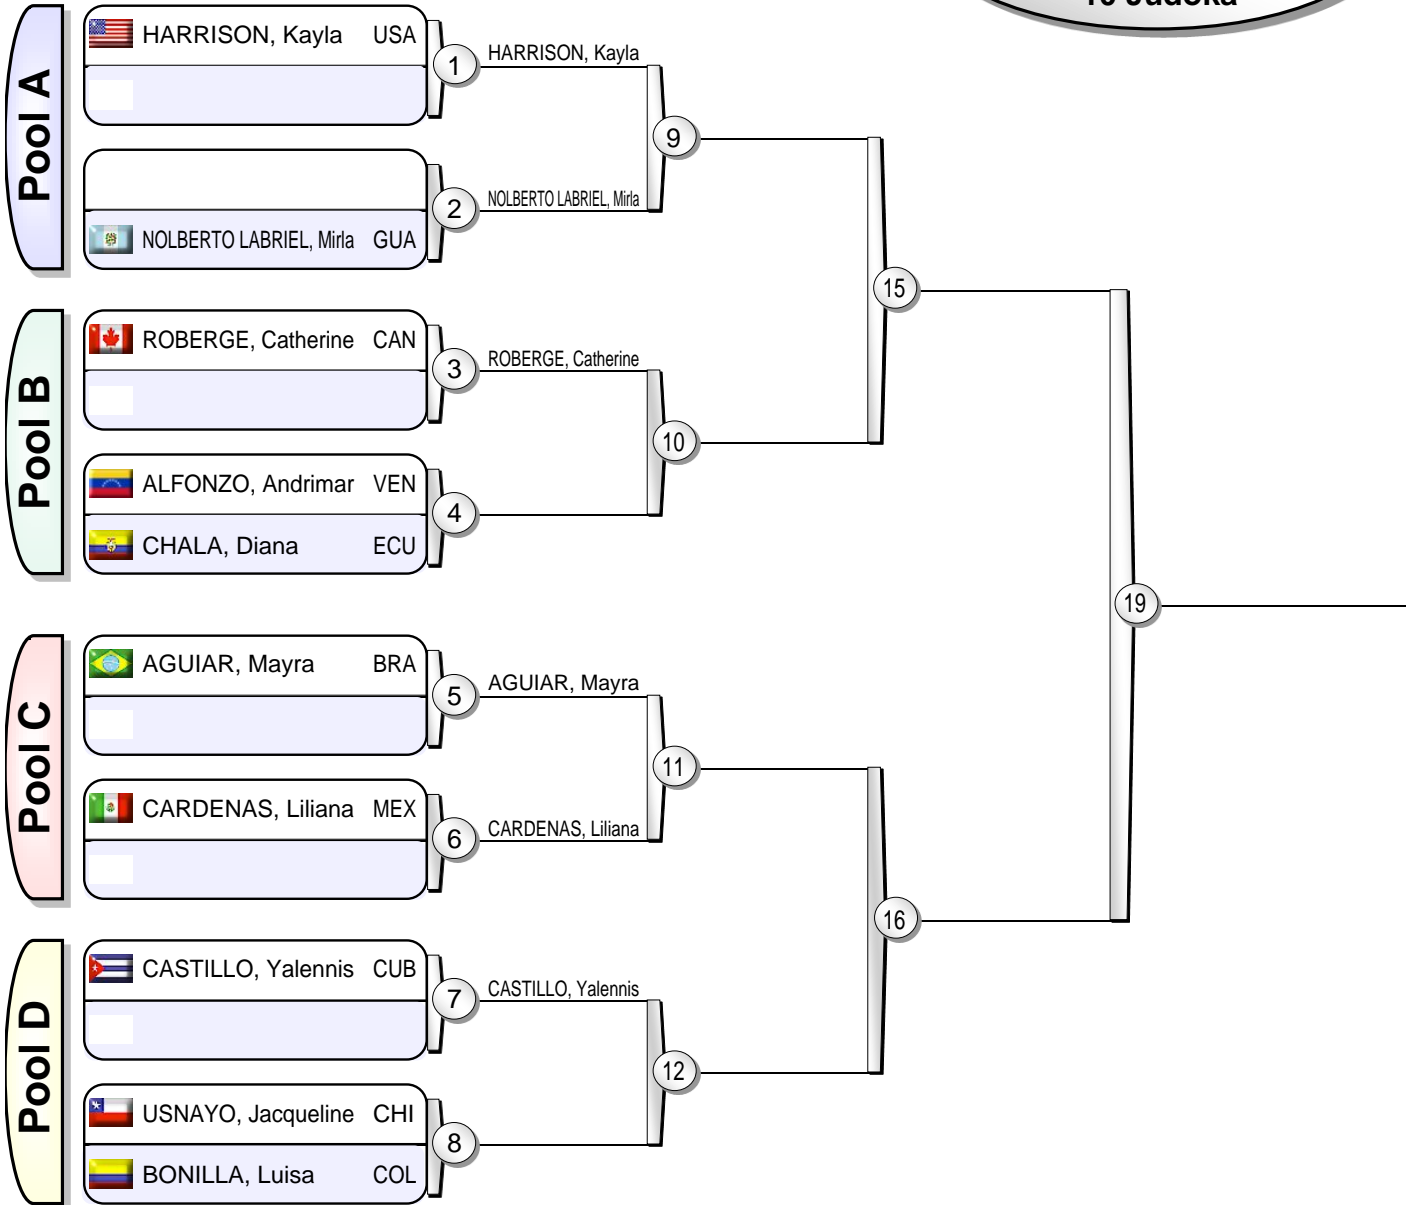 10 Judoka
Pool A
HARRISON, Kayla USA
1
HARRISON, Kayla
9
2
NOLBERTO LABRIEL, Mirla
NOLBERTO LABRIEL, Mirla GUA
15
Pool B
ROBERGE, Catherine CAN
3
ROBERGE, Catherine
10
ALFONZO, Andrimar VEN
4
CHALA, Diana ECU
19
Pool C
AGUIAR, Mayra BRA
5
AGUIAR, Mayra
11
CARDENAS, Liliana MEX
6
CARDENAS, Liliana
16
Pool D
CASTILLO, Yalennis CUB
7
CASTILLO, Yalennis
12
USNAYO, Jacqueline CHI
8
BONILLA, Luisa COL